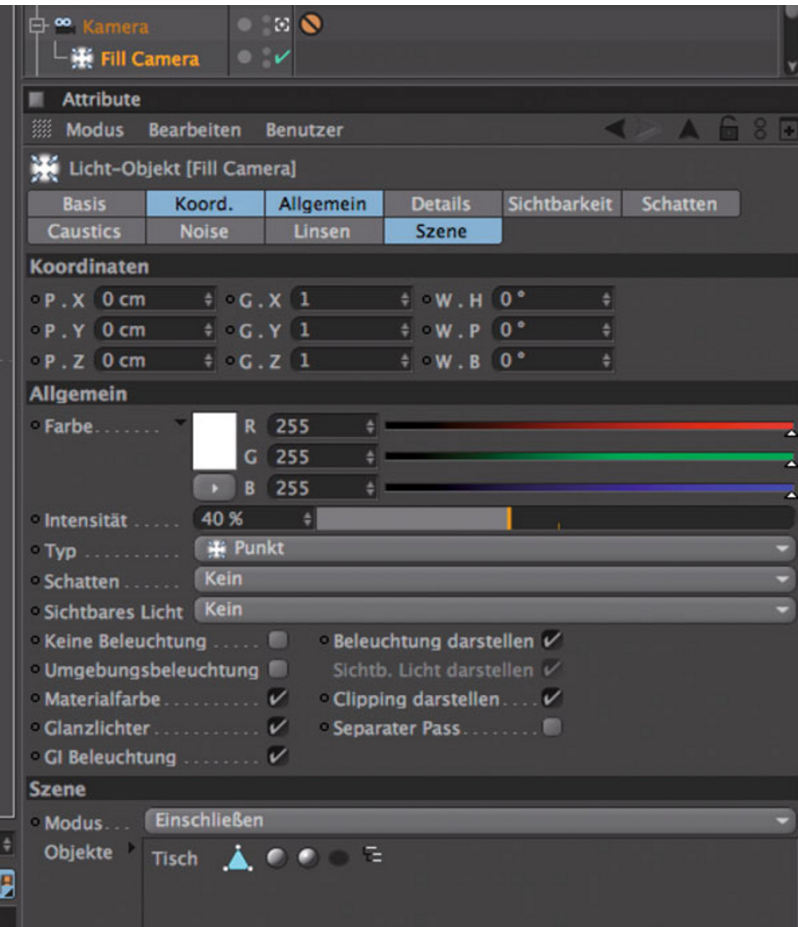 Kamera
Fill Camera
Attribute
Modus Bearbeiten Benutzer
Licht-Objekt [Fill Camera]
Basis Koord. Allgemein Details Sichtbarkeit Schatten
Caustics Noise Linsen Szene
Koordinaten
P . X 0 cm G . X 1 W . H 0 °
P . Y 0 cm G . Y 1 W . P 0 °
P . Z 0 cm G . Z 1 W . B 0 °
Allgemein
Farbe....... R 255
G 255
B 255
Intensität ..... 40 %
Typ .......... Punkt
Schatten ...... Kein
Sichtbares Licht Kein
Keine Beleuchtung ..... Beleuchtung darstellen
Umgebungsbeleuchtung Sichtb. Licht darstellen
Materialfarbe.......... Clipping darstellen....
Glanzlichter........... Separater Pass........
GI Beleuchtung ........
Szene
Modus... Einschließen
Objekte Tisch